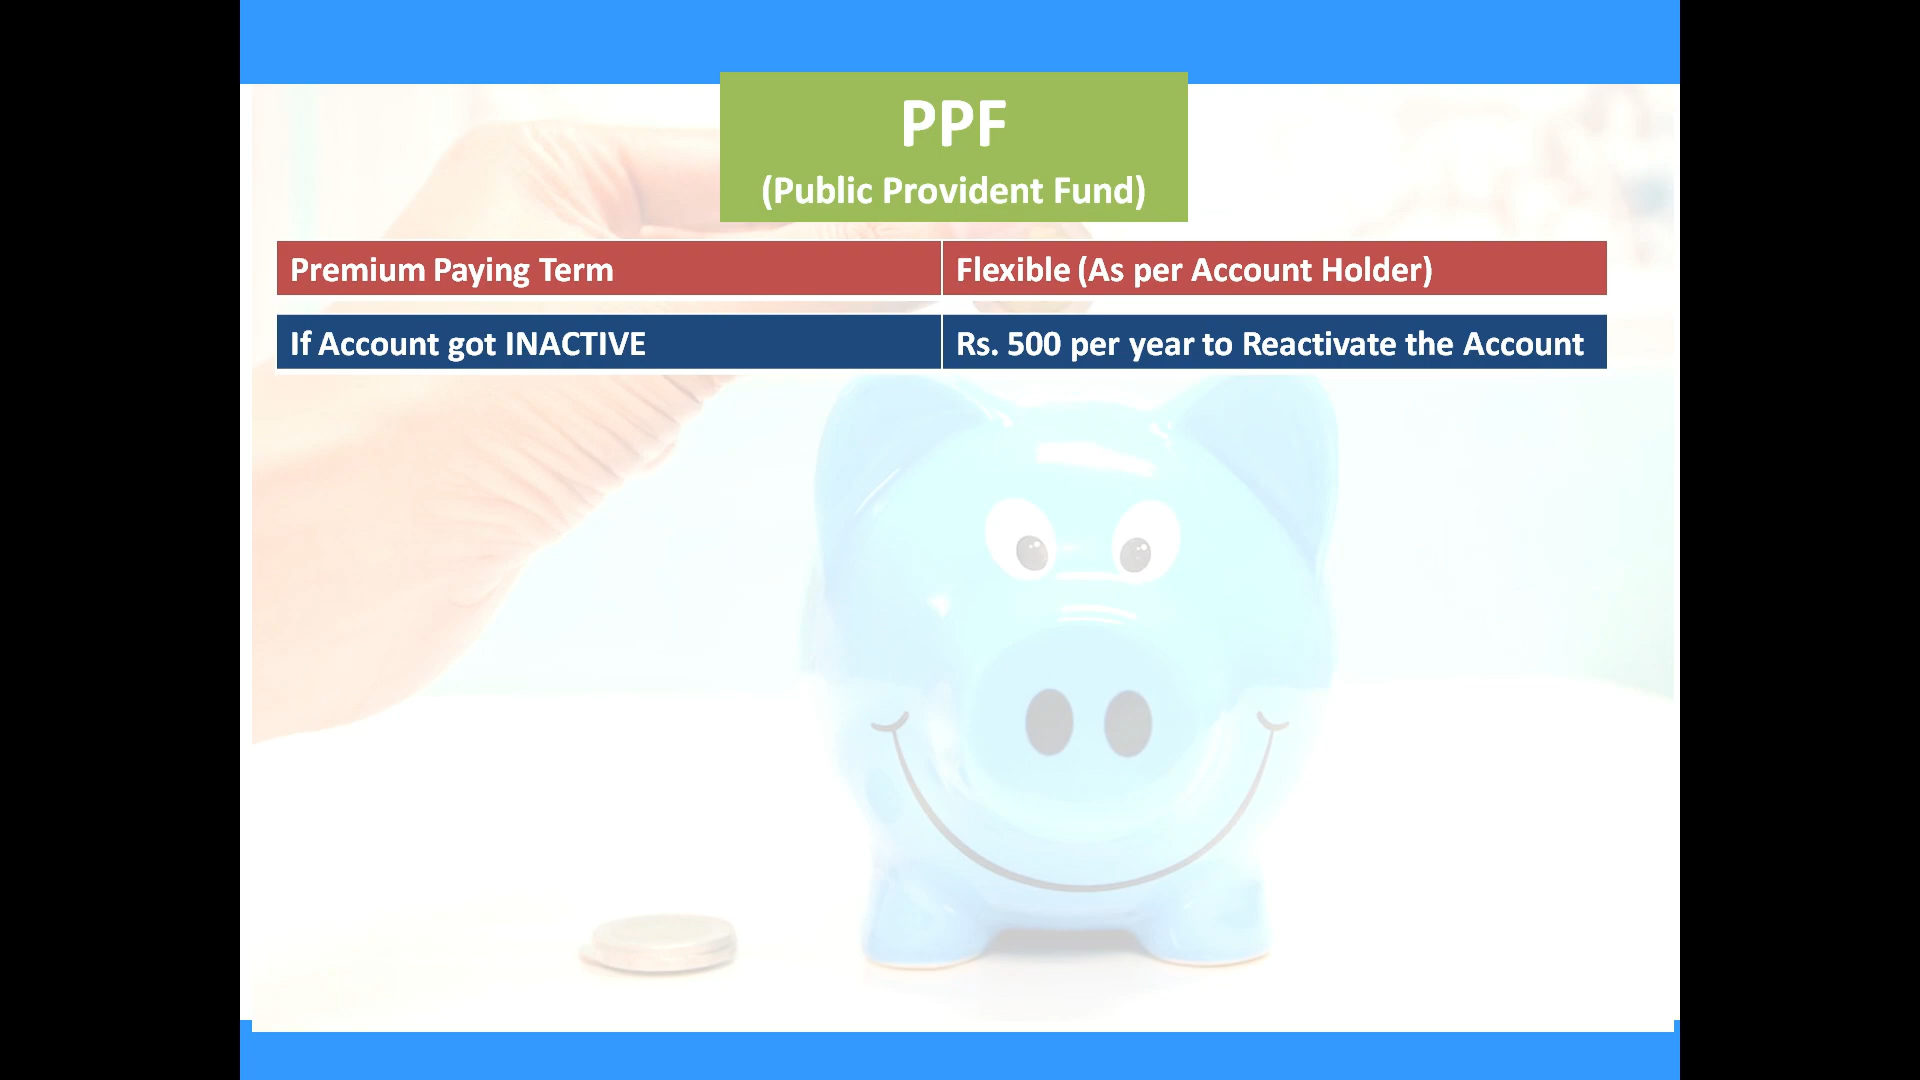 PPF
(Public Provident Fund)
Premium Paying Term
Flexible (As per Account Holder)
If Account got INACTIVE
Rs. 500 per year to Reactivate the Account